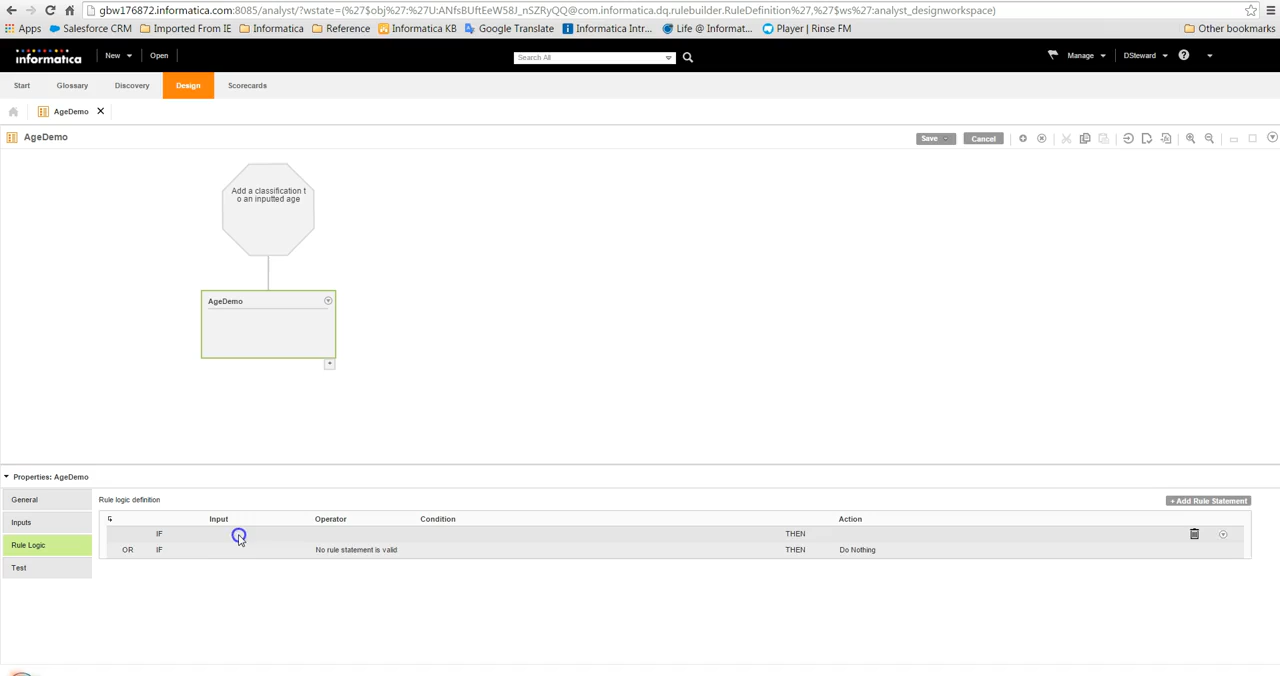 gbw176872.informatica.com:8085/analyst/?wstate=(%27$obj%27:%27U:ANfsBUftEeW58J_nSZRyQQ@com.informatica.dq.rulebuilder.RuleDefinition%27,%27$ws%27:analyst_designworkspace)
Apps Salesforce CRM Imported From IE Informatica Reference Informatica KB Google Translate Informatica Intr... Life @ Informat... Player | Rinse FM Other bookmarks
informatica New Open Search All Manage DSteward ?
Start Glossary Discovery Design Scorecards
AgeDemo
AgeDemo Save Cancel
Add a classification t
o an inputted age
AgeDemo
Properties: AgeDemo
General Rule logic definition + Add Rule Statement
Inputs Input Operator Condition Action
IF THEN
Rule Logic OR IF No rule statement is valid THEN Do Nothing
Test